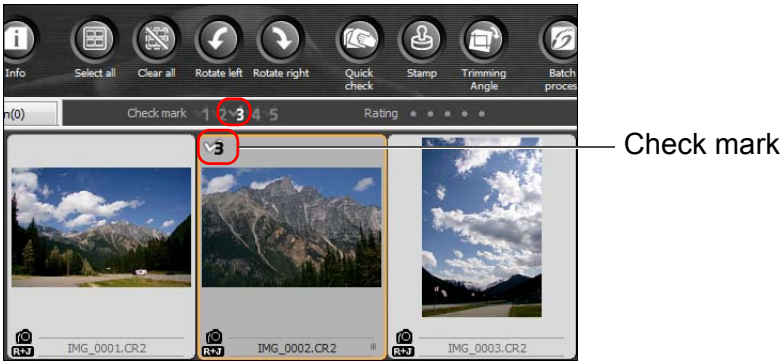 Info Select all Clear all Rotate left Rotate right Quick check Stamp Trimming Angle Batch proces
n(0) Check mark 1 2 3 4 5 Rating
3
Check mark
R+J IMG_0001.CR2 R+J IMG_0002.CR2 * R+J IMG_0003.CR2